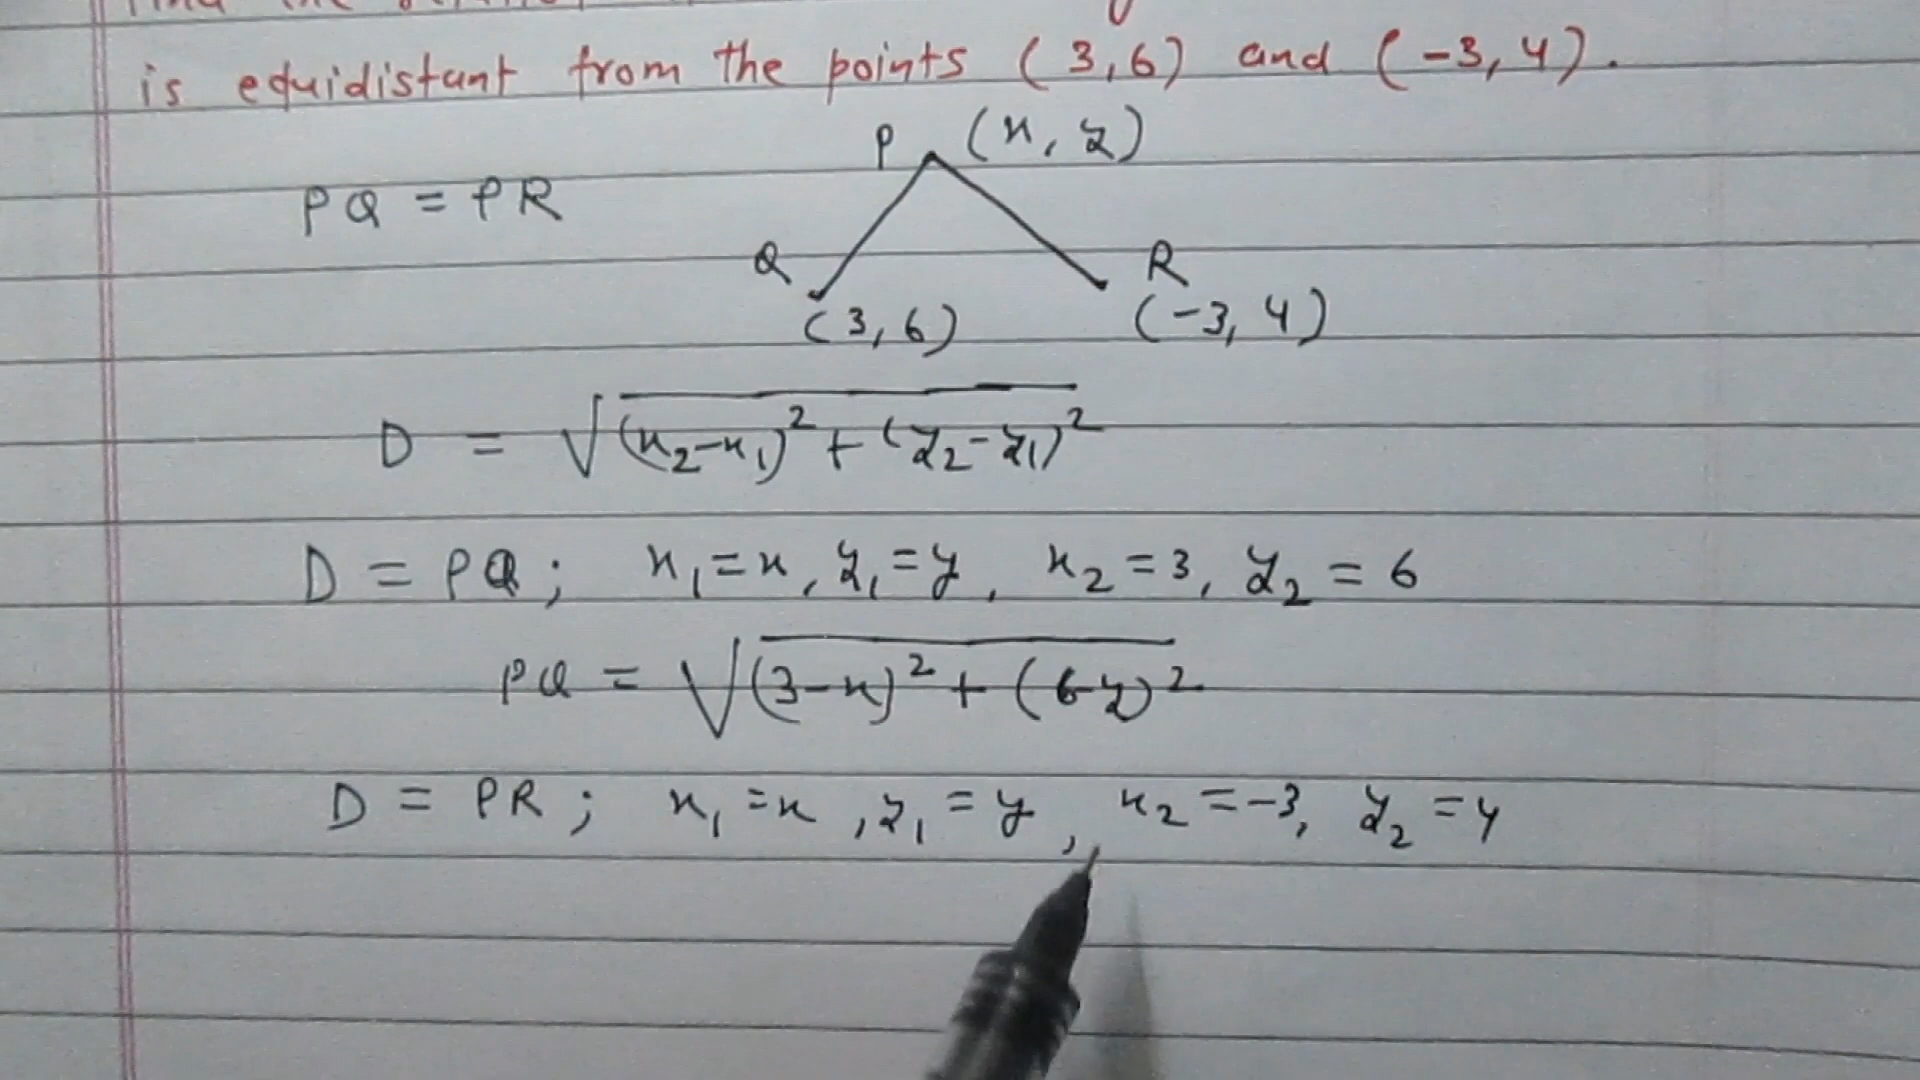 is equidistant from the points (3,6) and (-3,4).
P (x, y)
PQ = PR
Q R
(3,6) (-3, 4)
D = √(x₂-x₁)² + (y₂-y₁)²
D = PQ; x₁=x, y₁=y, x₂=3, y₂=6
PQ = √(3-x)² + (6-y)²
D = PR; x₁=x, y₁=y, x₂=-3, y₂=4